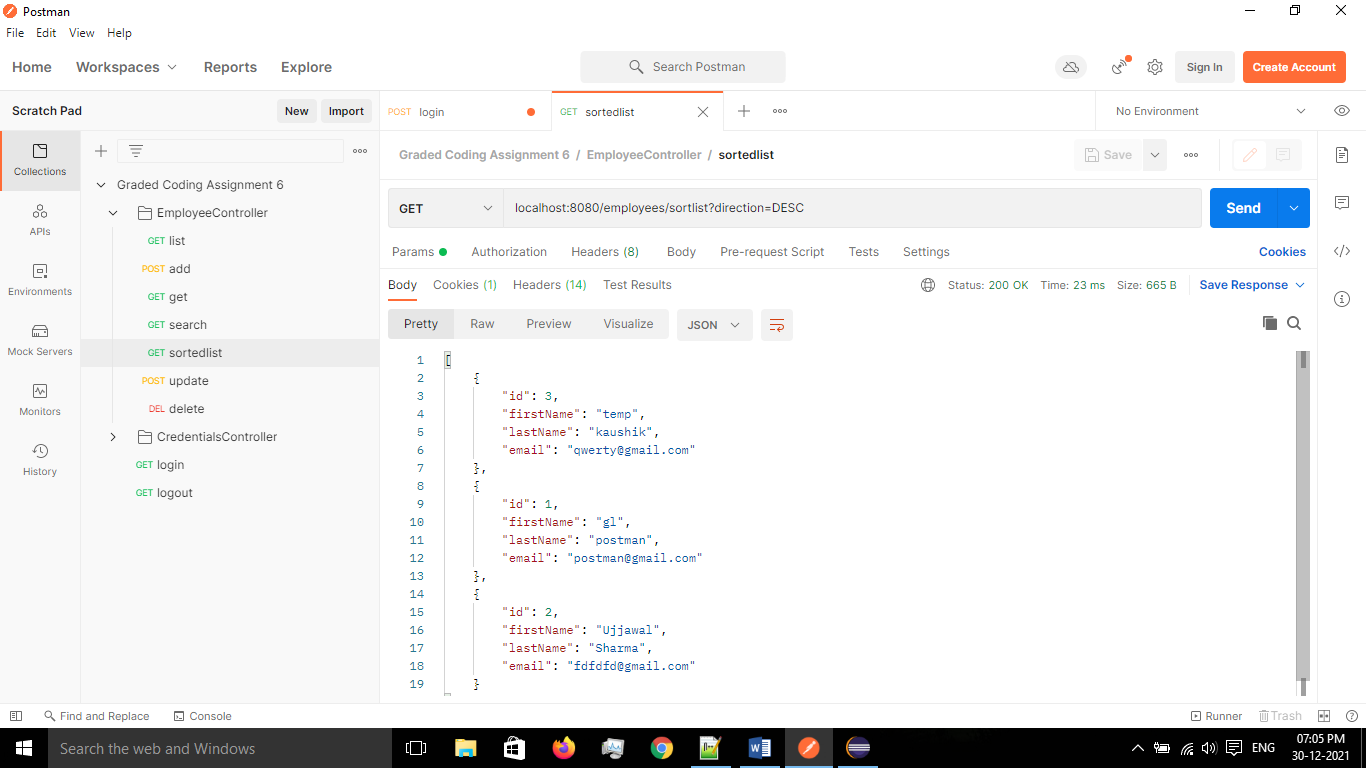 Postman
File Edit View Help
Home Workspaces Reports Explore Search Postman Sign In Create Account
Scratch Pad New Import
POST login GET sortedlist No Environment
Graded Coding Assignment 6 / EmployeeController / sortedlist Save
GET localhost:8080/employees/sortlist?direction=DESC Send
Params Authorization Headers (8) Body Pre-request Script Tests Settings Cookies
Body Cookies (1) Headers (14) Test Results Status: 200 OK Time: 23 ms Size: 665 B Save Response
Pretty Raw Preview Visualize JSON
Collections
APIs
Environments
Mock Servers
Monitors
History
Graded Coding Assignment 6
EmployeeController
GET list
POST add
GET get
GET search
GET sortedlist
POST update
DEL delete
CredentialsController
GET login
GET logout
1 [
2 {
3 "id": 3,
4 "firstName": "temp",
5 "lastName": "kaushik",
6 "email": "qwerty@gmail.com"
7 },
8 {
9 "id": 1,
10 "firstName": "gl",
11 "lastName": "postman",
12 "email": "postman@gmail.com"
13 },
14 {
15 "id": 2,
16 "firstName": "Ujjawal",
17 "lastName": "Sharma",
18 "email": "fdfdfd@gmail.com"
19 }
Find and Replace Console Runner Trash
Search the web and Windows ENG 07:05 PM
30-12-2021